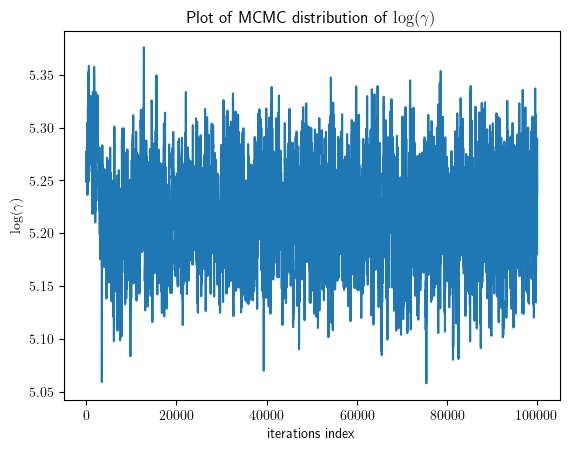 Plot of MCMC distribution of log(γ)
log(γ)
5.35
5.30
5.25
5.20
5.15
5.10
5.05
0 20000 40000 60000 80000 100000
iterations index